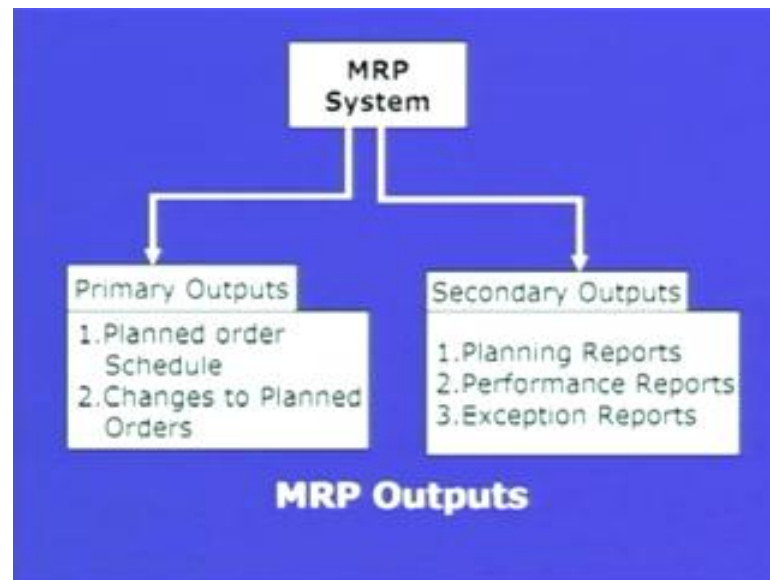 MRP
System
Primary Outputs
1.Planned order
Schedule
2.Changes to Planned
Orders
Secondary Outputs
1.Planning Reports
2.Performance Reports
3.Exception Reports
MRP Outputs